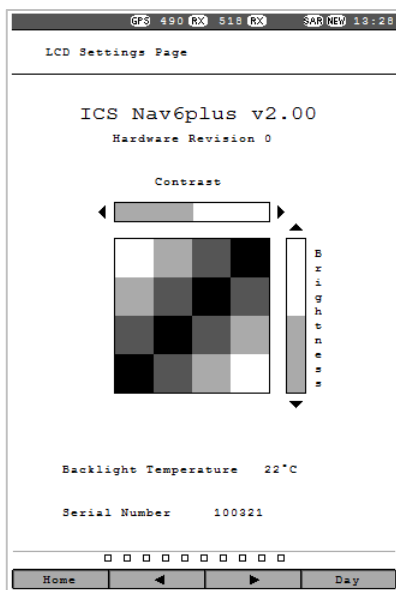 GPS 490 RX 518 RX SAR NEW 13:28
LCD Settings Page
ICS Nav6plus v2.00
Hardware Revision 0
Contrast
Brightness
Backlight Temperature 22°C
Serial Number 100321
Home Day